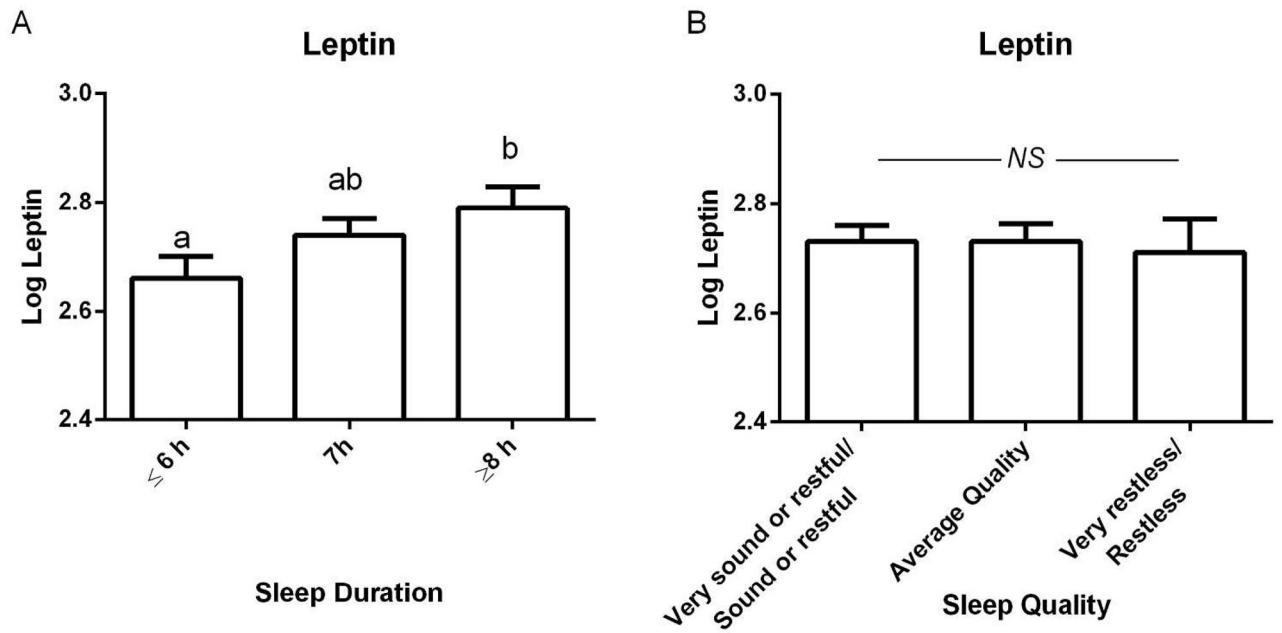 A
Leptin
3.0
2.8
2.6
2.4
Log Leptin
a
ab
b
≤ 6 h
7h
≥8 h
Sleep Duration
B
Leptin
3.0
2.8
2.6
2.4
Log Leptin
NS
Very sound or restful/
Sound or restful
Average Quality
Very restless/
Restless
Sleep Quality